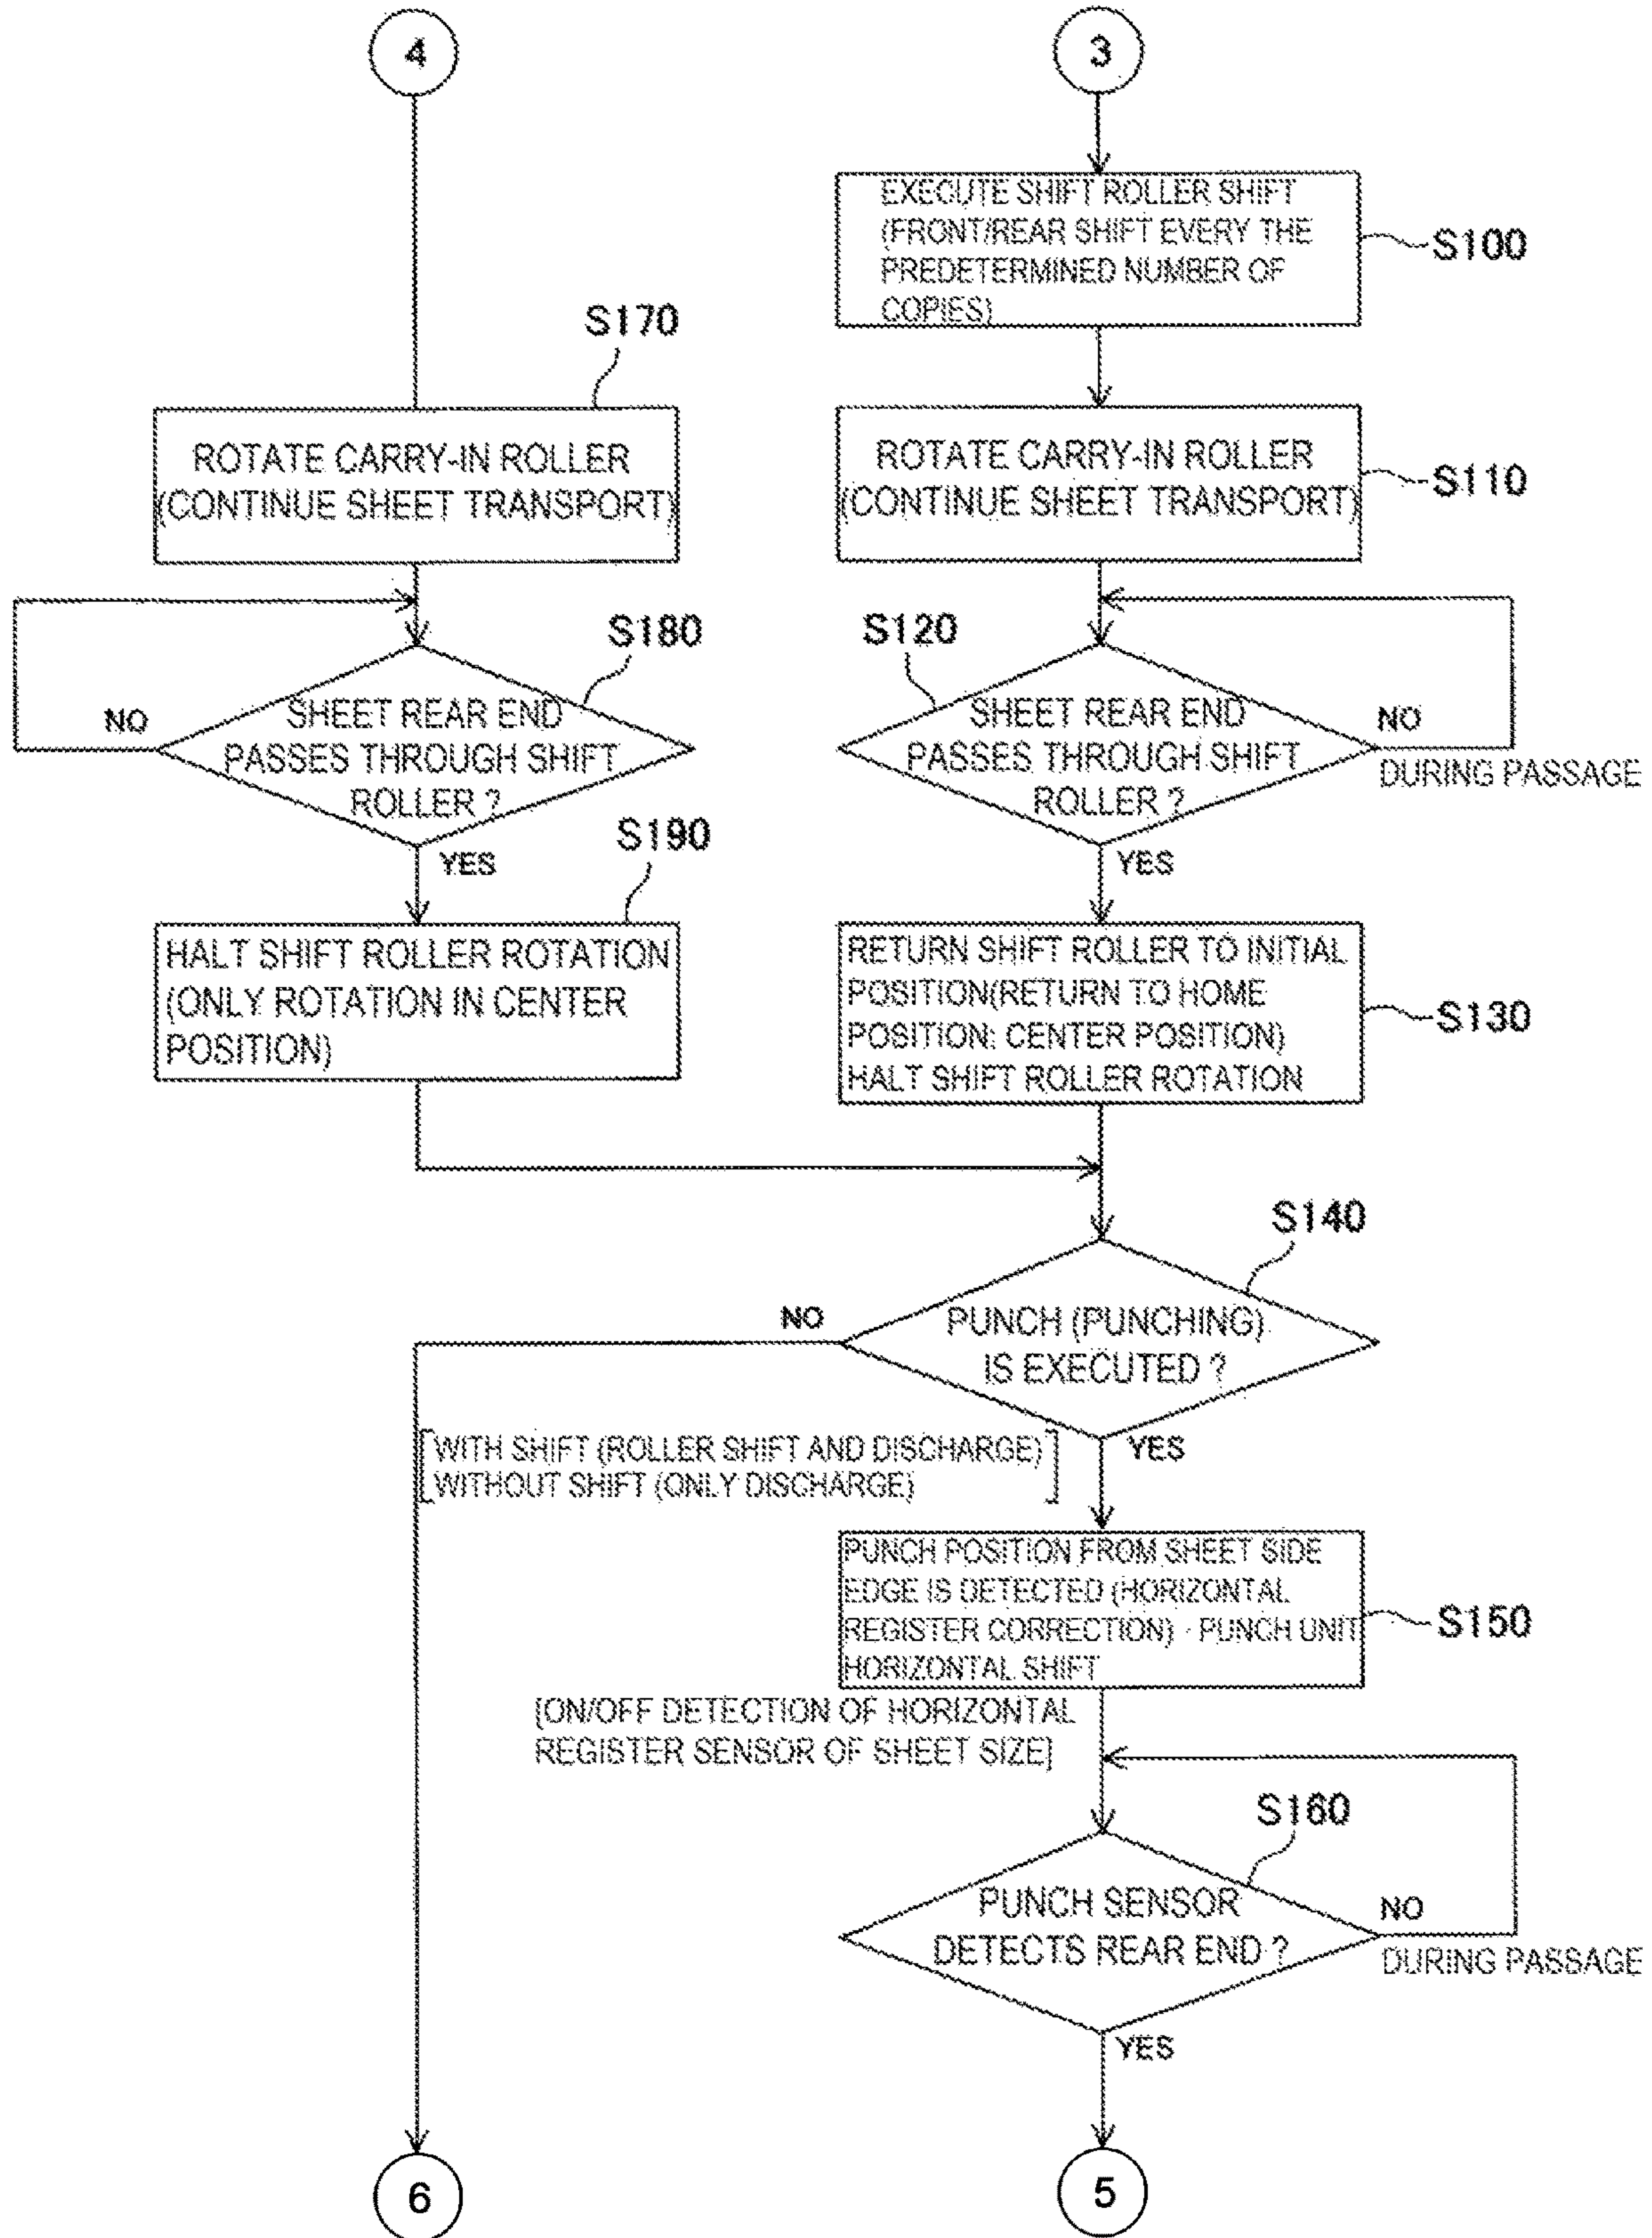 4
3
EXECUTE SHIFT ROLLER SHIFT
(FRONT/REAR SHIFT EVERY THE
PREDETERMINED NUMBER OF
COPIES)
S100
S170
ROTATE CARRY-IN ROLLER
(CONTINUE SHEET TRANSPORT)
ROTATE CARRY-IN ROLLER
(CONTINUE SHEET TRANSPORT)
S110
S180
SHEET REAR END
PASSES THROUGH SHIFT
ROLLER ?
NO
YES
S120
SHEET REAR END
PASSES THROUGH SHIFT
ROLLER ?
NO
DURING PASSAGE
YES
S190
HALT SHIFT ROLLER ROTATION
(ONLY ROTATION IN CENTER
POSITION)
RETURN SHIFT ROLLER TO INITIAL
POSITION(RETURN TO HOME
POSITION: CENTER POSITION)
HALT SHIFT ROLLER ROTATION
S130
S140
NO
PUNCH (PUNCHING)
IS EXECUTED ?
YES
[WITH SHIFT (ROLLER SHIFT AND DISCHARGE)
WITHOUT SHIFT (ONLY DISCHARGE)]
PUNCH POSITION FROM SHEET SIDE
EDGE IS DETECTED (HORIZONTAL
REGISTER CORRECTION) · PUNCH UNIT
HORIZONTAL SHIFT
S150
[ON/OFF DETECTION OF HORIZONTAL
REGISTER SENSOR OF SHEET SIZE]
S160
PUNCH SENSOR
DETECTS REAR END ?
NO
DURING PASSAGE
YES
6
5